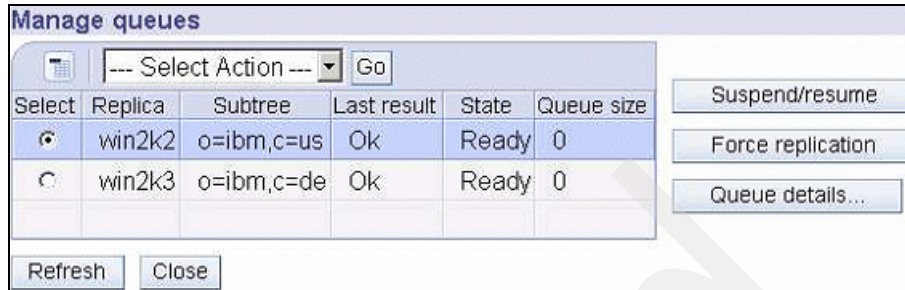 Manage queues
--- Select Action --- Go
Select Replica Subtree Last result State Queue size
win2k2 o=ibm,c=us Ok Ready 0
win2k3 o=ibm,c=de Ok Ready 0
Suspend/resume
Force replication
Queue details...
Refresh Close